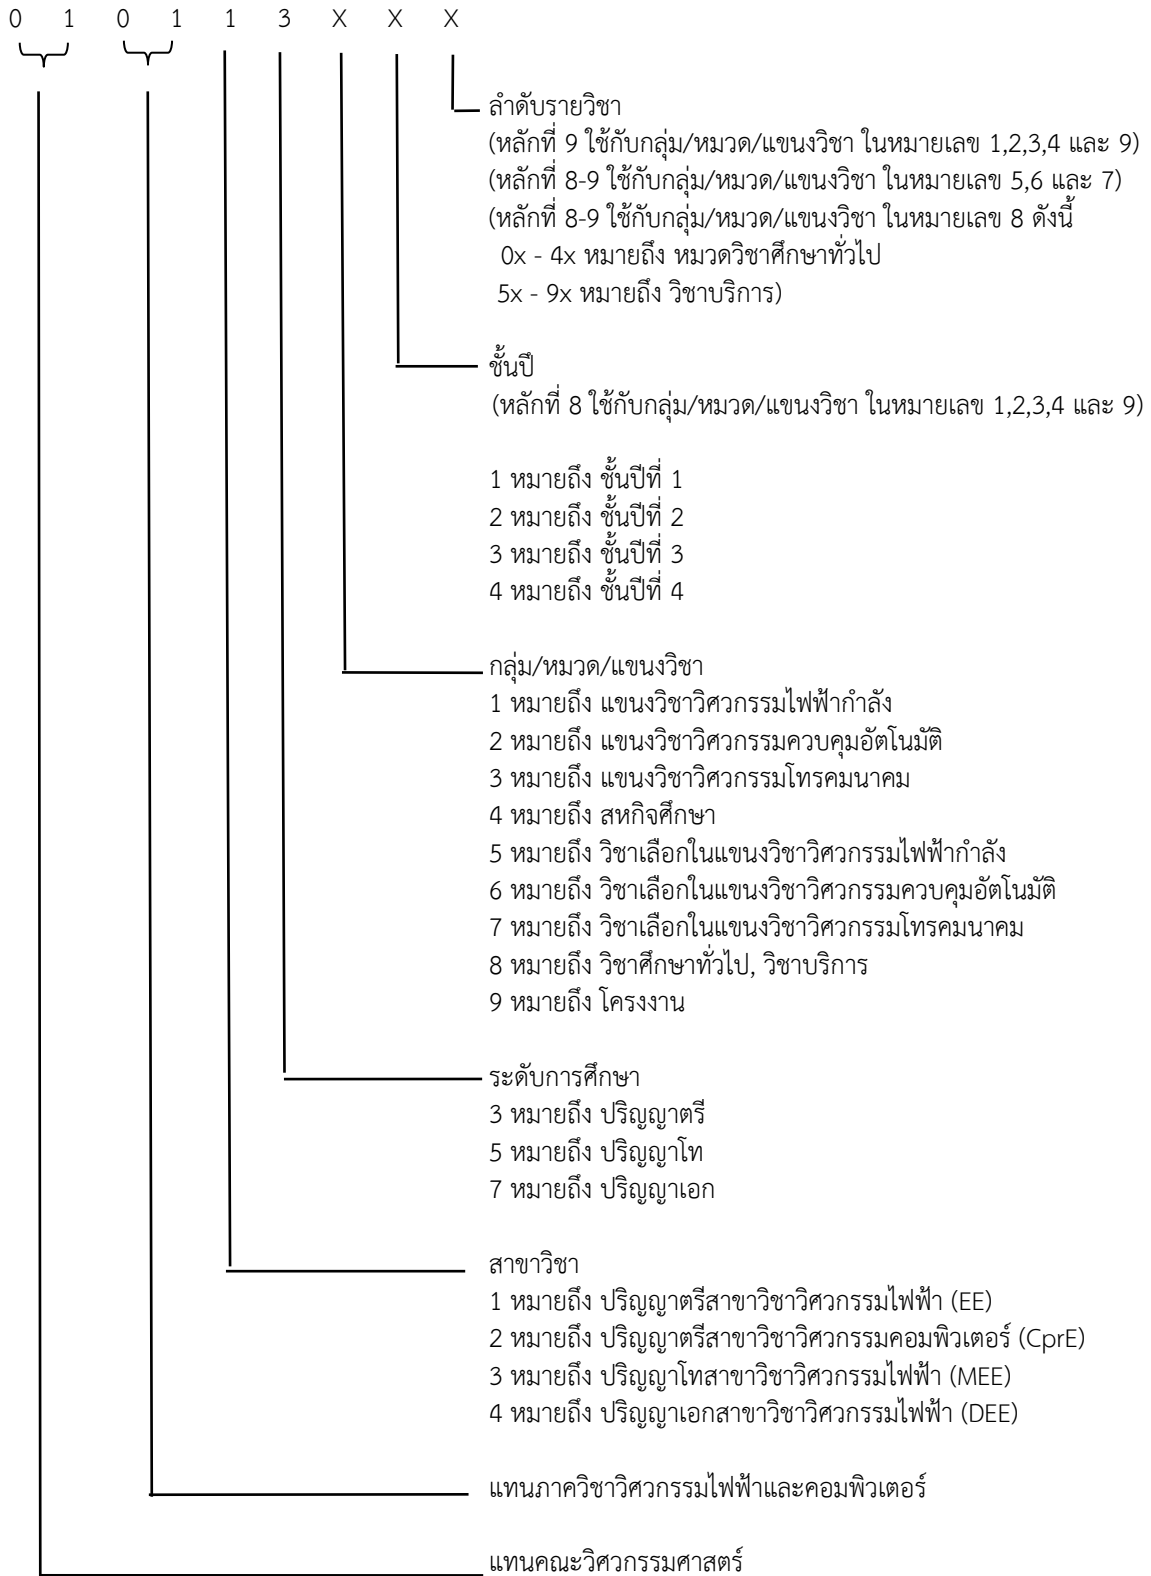 0 1 0 1 1 3 X X X
ลำดับรายวิชา
(หลักที่ 9 ใช้กับกลุ่ม/หมวด/แขนงวิชา ในหมายเลข 1,2,3,4 และ 9)
(หลักที่ 8-9 ใช้กับกลุ่ม/หมวด/แขนงวิชา ในหมายเลข 5,6 และ 7)
(หลักที่ 8-9 ใช้กับกลุ่ม/หมวด/แขนงวิชา ในหมายเลข 8 ดังนี้
0x - 4x หมายถึง หมวดวิชาศึกษาทั่วไป
5x - 9x หมายถึง วิชาบริการ)
ชั้นปี
(หลักที่ 8 ใช้กับกลุ่ม/หมวด/แขนงวิชา ในหมายเลข 1,2,3,4 และ 9)
1 หมายถึง ชั้นปีที่ 1
2 หมายถึง ชั้นปีที่ 2
3 หมายถึง ชั้นปีที่ 3
4 หมายถึง ชั้นปีที่ 4
กลุ่ม/หมวด/แขนงวิชา
1 หมายถึง แขนงวิชาวิศวกรรมไฟฟ้ากำลัง
2 หมายถึง แขนงวิชาวิศวกรรมควบคุมอัตโนมัติ
3 หมายถึง แขนงวิชาวิศวกรรมโทรคมนาคม
4 หมายถึง สหกิจศึกษา
5 หมายถึง วิชาเลือกในแขนงวิชาวิศวกรรมไฟฟ้ากำลัง
6 หมายถึง วิชาเลือกในแขนงวิชาวิศวกรรมควบคุมอัตโนมัติ
7 หมายถึง วิชาเลือกในแขนงวิชาวิศวกรรมโทรคมนาคม
8 หมายถึง วิชาศึกษาทั่วไป, วิชาบริการ
9 หมายถึง โครงงาน
ระดับการศึกษา
3 หมายถึง ปริญญาตรี
5 หมายถึง ปริญญาโท
7 หมายถึง ปริญญาเอก
สาขาวิชา
1 หมายถึง ปริญญาตรีสาขาวิชาวิศวกรรมไฟฟ้า (EE)
2 หมายถึง ปริญญาตรีสาขาวิชาวิศวกรรมคอมพิวเตอร์ (CprE)
3 หมายถึง ปริญญาโทสาขาวิชาวิศวกรรมไฟฟ้า (MEE)
4 หมายถึง ปริญญาเอกสาขาวิชาวิศวกรรมไฟฟ้า (DEE)
แทนภาควิชาวิศวกรรมไฟฟ้าและคอมพิวเตอร์
แทนคณะวิศวกรรมศาสตร์